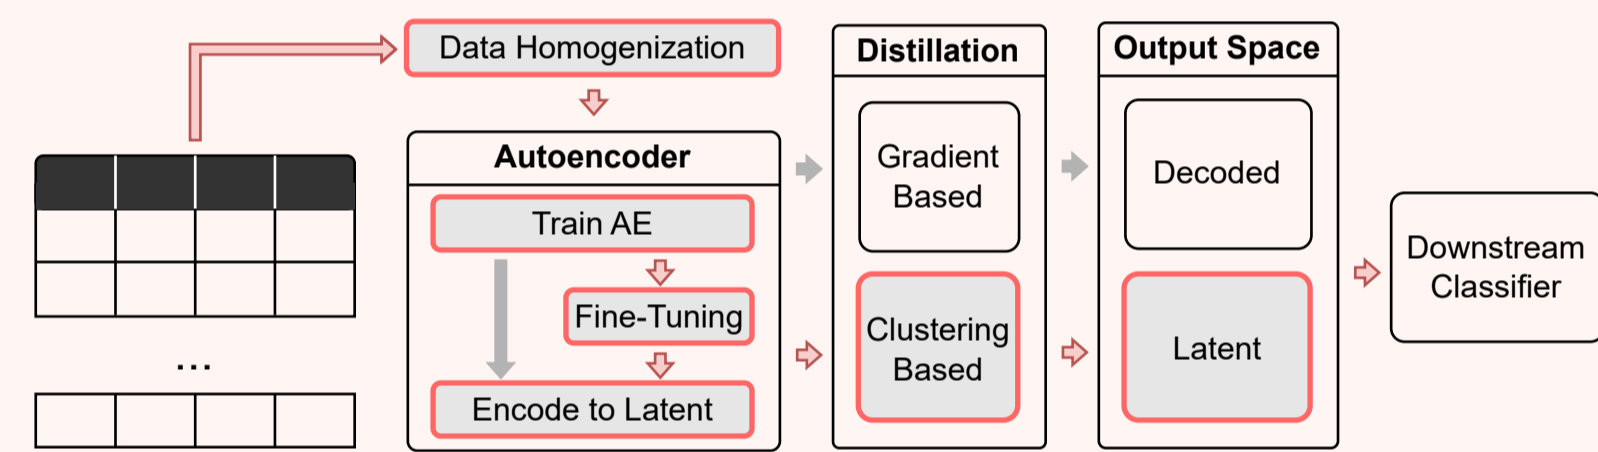 Data Homogenization
Autoencoder
Train AE
Fine-Tuning
Encode to Latent
...
Distillation
Gradient
Based
Clustering
Based
Output Space
Decoded
Latent
Downstream
Classifier